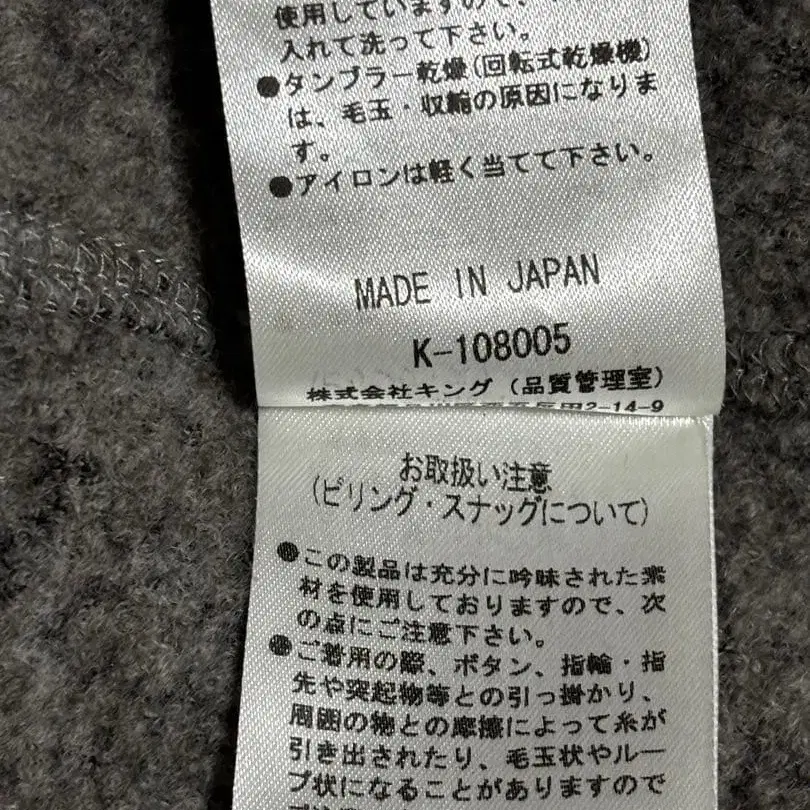 使用していますので、
入れて洗って下さい。
●タンブラー乾燥(回転式乾燥機)
は、毛玉・収縮の原因になりま
す。
●アイロンは軽く当てて下さい。
MADE IN JAPAN
K-108005
株式会社キング(品質管理室)
2-14-9
お取扱い注意
(ピリング・スナッグについて)
●この製品は充分に吟味された素
材を使用しておりますので、次
の点にご注意下さい。
●ご着用の際、ボタン、指輪・指
先や突起物等との引っ掛かり、
周囲の物との摩擦によって糸が
引き出されたり、毛玉状やルー
プ状になることがありますので